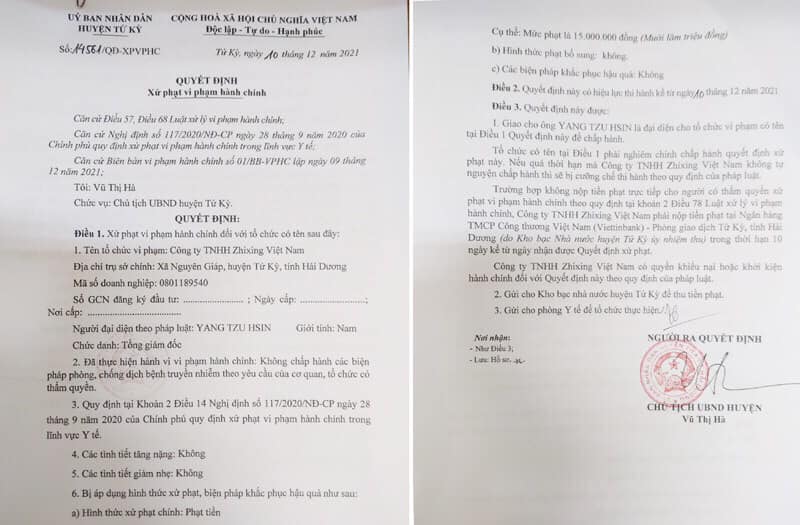 UỶ BAN NHÂN DÂN
HUYỆN TỨ KỲ
CỘNG HOÀ XÃ HỘI CHỦ NGHĨA VIỆT NAM
Độc lập - Tự do - Hạnh phúc
Số: 14561/QĐ-XPVPHC
Tứ Kỳ, ngày 10 tháng 12 năm 2021
QUYẾT ĐỊNH
Xử phạt vi phạm hành chính
Căn cứ Điều 57, Điều 68 Luật xử lý vi phạm hành chính;
Căn cứ Nghị định số 117/2020/NĐ-CP ngày 28 tháng 9 năm 2020 của
Chính phủ quy định xử phạt vi phạm hành chính trong lĩnh vực Y tế;
Căn cứ Biên bản vi phạm hành chính số 01/BB-VPHC lập ngày 09 tháng
12 năm 2021;
Tôi: Vũ Thị Hà
Chức vụ: Chủ tịch UBND huyện Tứ Kỳ.
QUYẾT ĐỊNH:
Điều 1. Xử phạt vi phạm hành chính đối với tổ chức có tên sau đây:
1. Tên tổ chức vi phạm: Công ty TNHH Zhixing Việt Nam
Địa chỉ trụ sở chính: Xã Nguyên Giáp, huyện Tứ Kỳ, tỉnh Hải Dương
Mã số doanh nghiệp: 0801189540
Số GCN đăng ký đầu tư: ........................ ; Ngày cấp: ........................;
Nơi cấp: ......................................
Người đại diện theo pháp luật: YANG TZU HSIN Giới tính: Nam
Chức danh: Tổng giám đốc
2. Đã thực hiện hành vi vi phạm hành chính: Không chấp hành các biện
pháp phòng, chống dịch bệnh truyền nhiễm theo yêu cầu của cơ quan, tổ chức có
thẩm quyền.
3. Quy định tại Khoản 2 Điều 14 Nghị định số 117/2020/NĐ-CP ngày 28
tháng 9 năm 2020 của Chính phủ quy định xử phạt vi phạm hành chính trong
lĩnh vực Y tế.
4. Các tình tiết tăng nặng: Không
5. Các tình tiết giảm nhẹ: Không
6. Bị áp dụng hình thức xử phạt, biện pháp khắc phục hậu quả như sau:
a) Hình thức xử phạt chính: Phạt tiền
Cụ thể: Mức phạt là 15.000.000 đồng (Mười lăm triệu đồng)
b) Hình thức phạt bổ sung: không.
c) Các biện pháp khắc phục hậu quả: Không
Điều 2. Quyết định này có hiệu lực thi hành kể từ ngày 10 tháng 12 năm 2021
Điều 3. Quyết định này được:
1. Giao cho ông YANG TZU HSIN là đại diện cho tổ chức vi phạm có tên
tại Điều 1 Quyết định này để chấp hành.
Tổ chức có tên tại Điều 1 phải nghiêm chỉnh chấp hành quyết định xử
phạt này. Nếu quá thời hạn mà Công ty TNHH Zhixing Việt Nam không tự
nguyện chấp hành thì sẽ bị cưỡng chế thi hành theo quy định của pháp luật.
Trường hợp không nộp tiền phạt trực tiếp cho người có thẩm quyền xử
phạt vi phạm hành chính theo quy định tại khoản 2 Điều 78 Luật xử lý vi phạm
hành chính, Công ty TNHH Zhixing Việt Nam phải nộp tiền phạt tại Ngân hàng
TMCP Công thương Việt Nam (Viettinbank) - Phòng giao dịch Tứ Kỳ, tỉnh Hải
Dương (do Kho bạc Nhà nước huyện Tứ Kỳ ủy nhiệm thu) trong thời hạn 10
ngày kể từ ngày nhận được Quyết định xử phạt.
Công ty TNHH Zhixing Việt Nam có quyền khiếu nại hoặc khởi kiện
hành chính đối với Quyết định này theo quy định của pháp luật.
2. Gửi cho Kho bạc nhà nước huyện Tứ Kỳ để thu tiền phạt.
3. Gửi cho phòng Y tế để tổ chức thực hiện./.
Nơi nhận:
- Như Điều 3;
- Lưu: Hồ sơ.
NGƯỜI RA QUYẾT ĐỊNH
CHỦ TỊCH UBND HUYỆN
Vũ Thị Hà